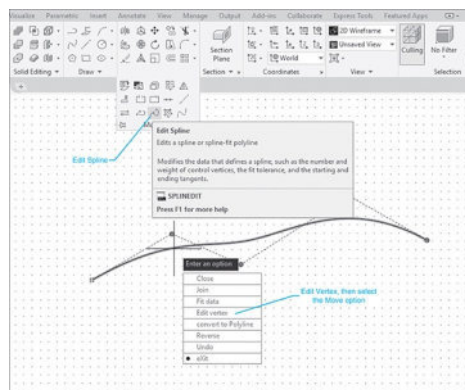 Visualize Parametric Insert Annotate View Manage Output Add-ins Collaborate Express Tools Featured Apps
2D Wireframe
Unsaved View
World
Section
Plane
Culling
No Filter
Solid Editing
Draw
Section
Coordinates
View
Selection
Edit Spline
Edits a spline or spline-fit polyline
Modifies the data that defines a spline, such as the number and
weight of control vertices, the fit tolerance, and the starting and
ending tangents.
SPLINEDIT
Press F1 for more help
Edit Spline
Enter an option
Close
Join
Fit data
Edit vertex
convert to Polyline
Reverse
Undo
eXit
Edit Vertex, then select
the Move option